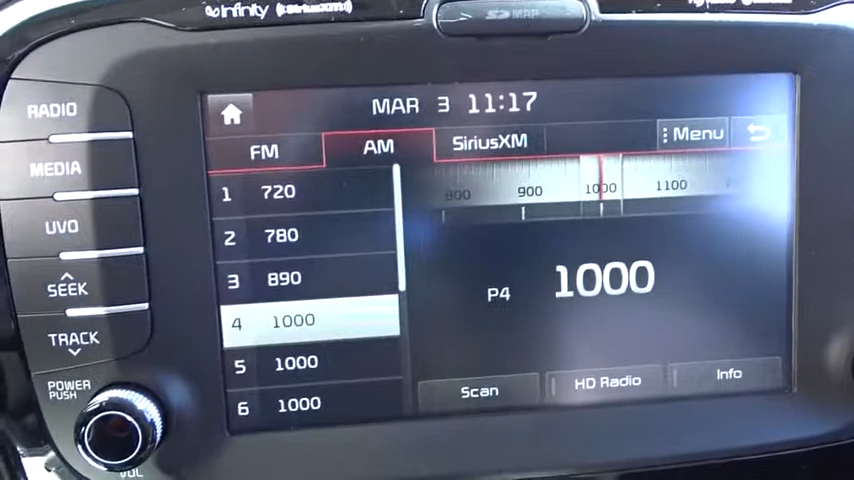 Infinity (SiriusXM)
SD MAP
RADIO
MEDIA
UVO
SEEK
TRACK
POWER
PUSH
VOL
MAR 3 11:17
FM AM SiriusXM Menu
1 720
2 780
3 890
4 1000
5 1000
6 1000
800 900 1000 1100
P4 1000
Scan HD Radio Info